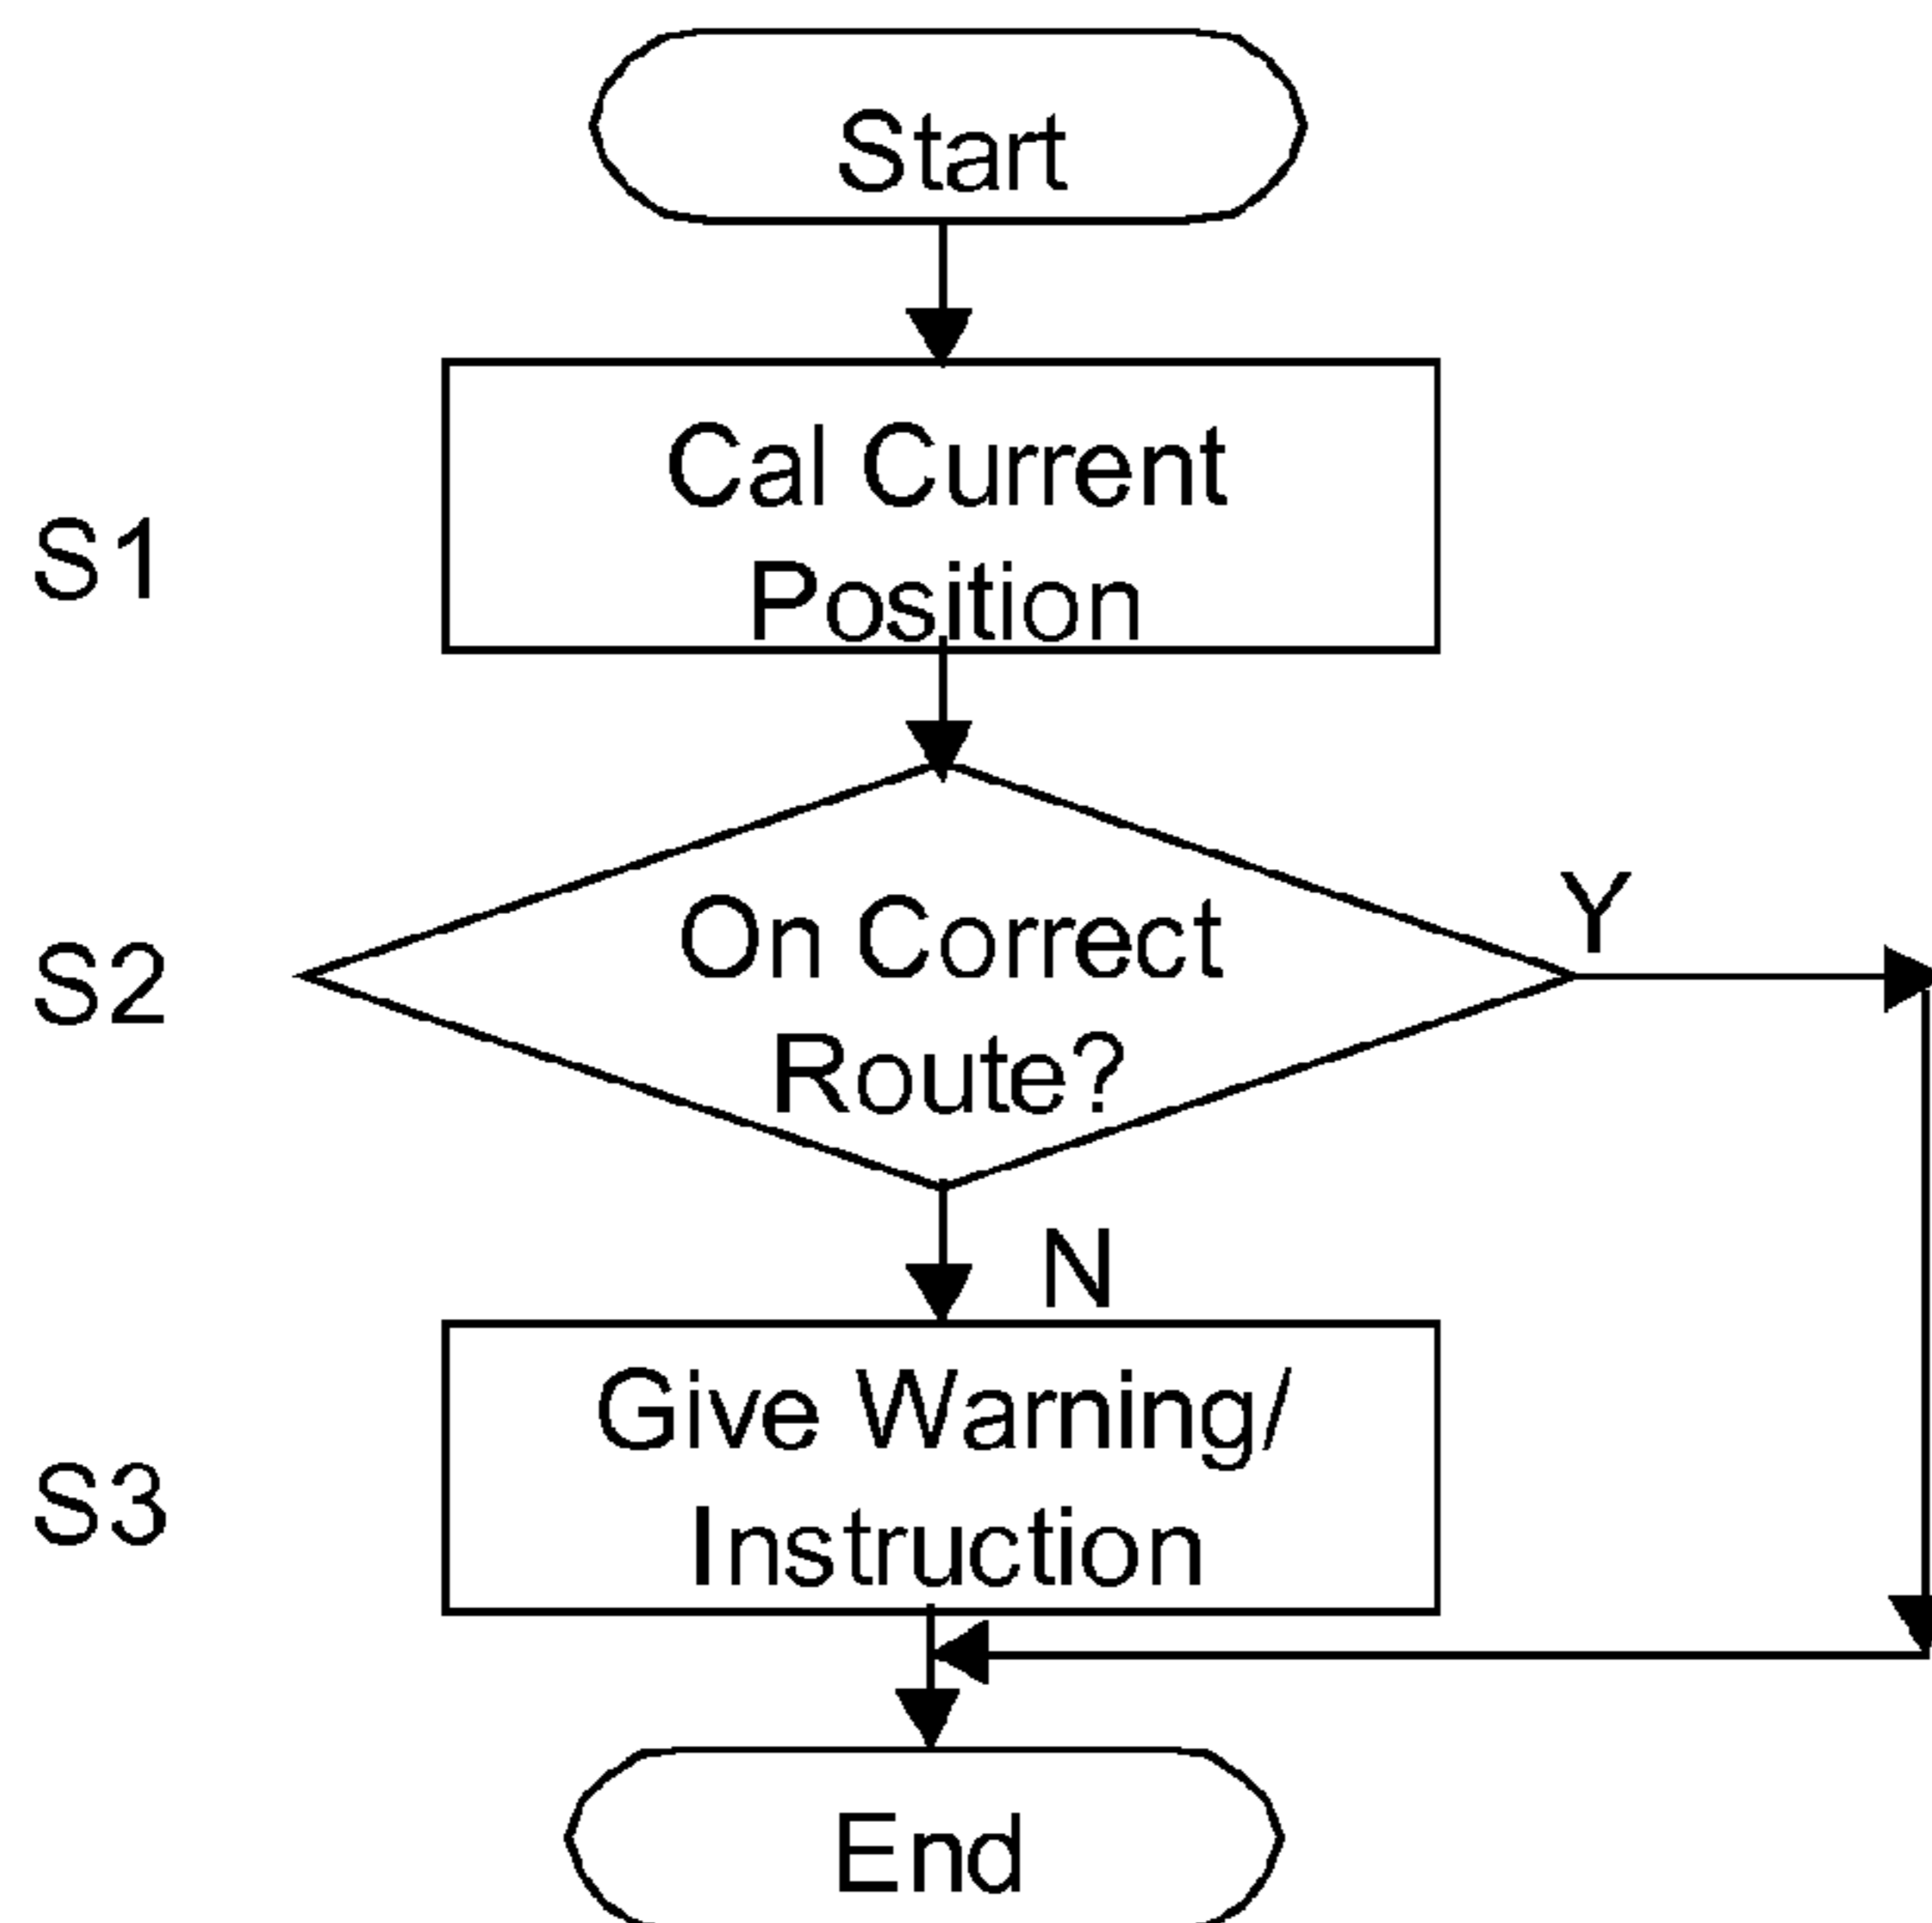 Start
S1
Cal Current
Position
S2
On Correct
Route?
Y
N
S3
Give Warning/
Instruction
End